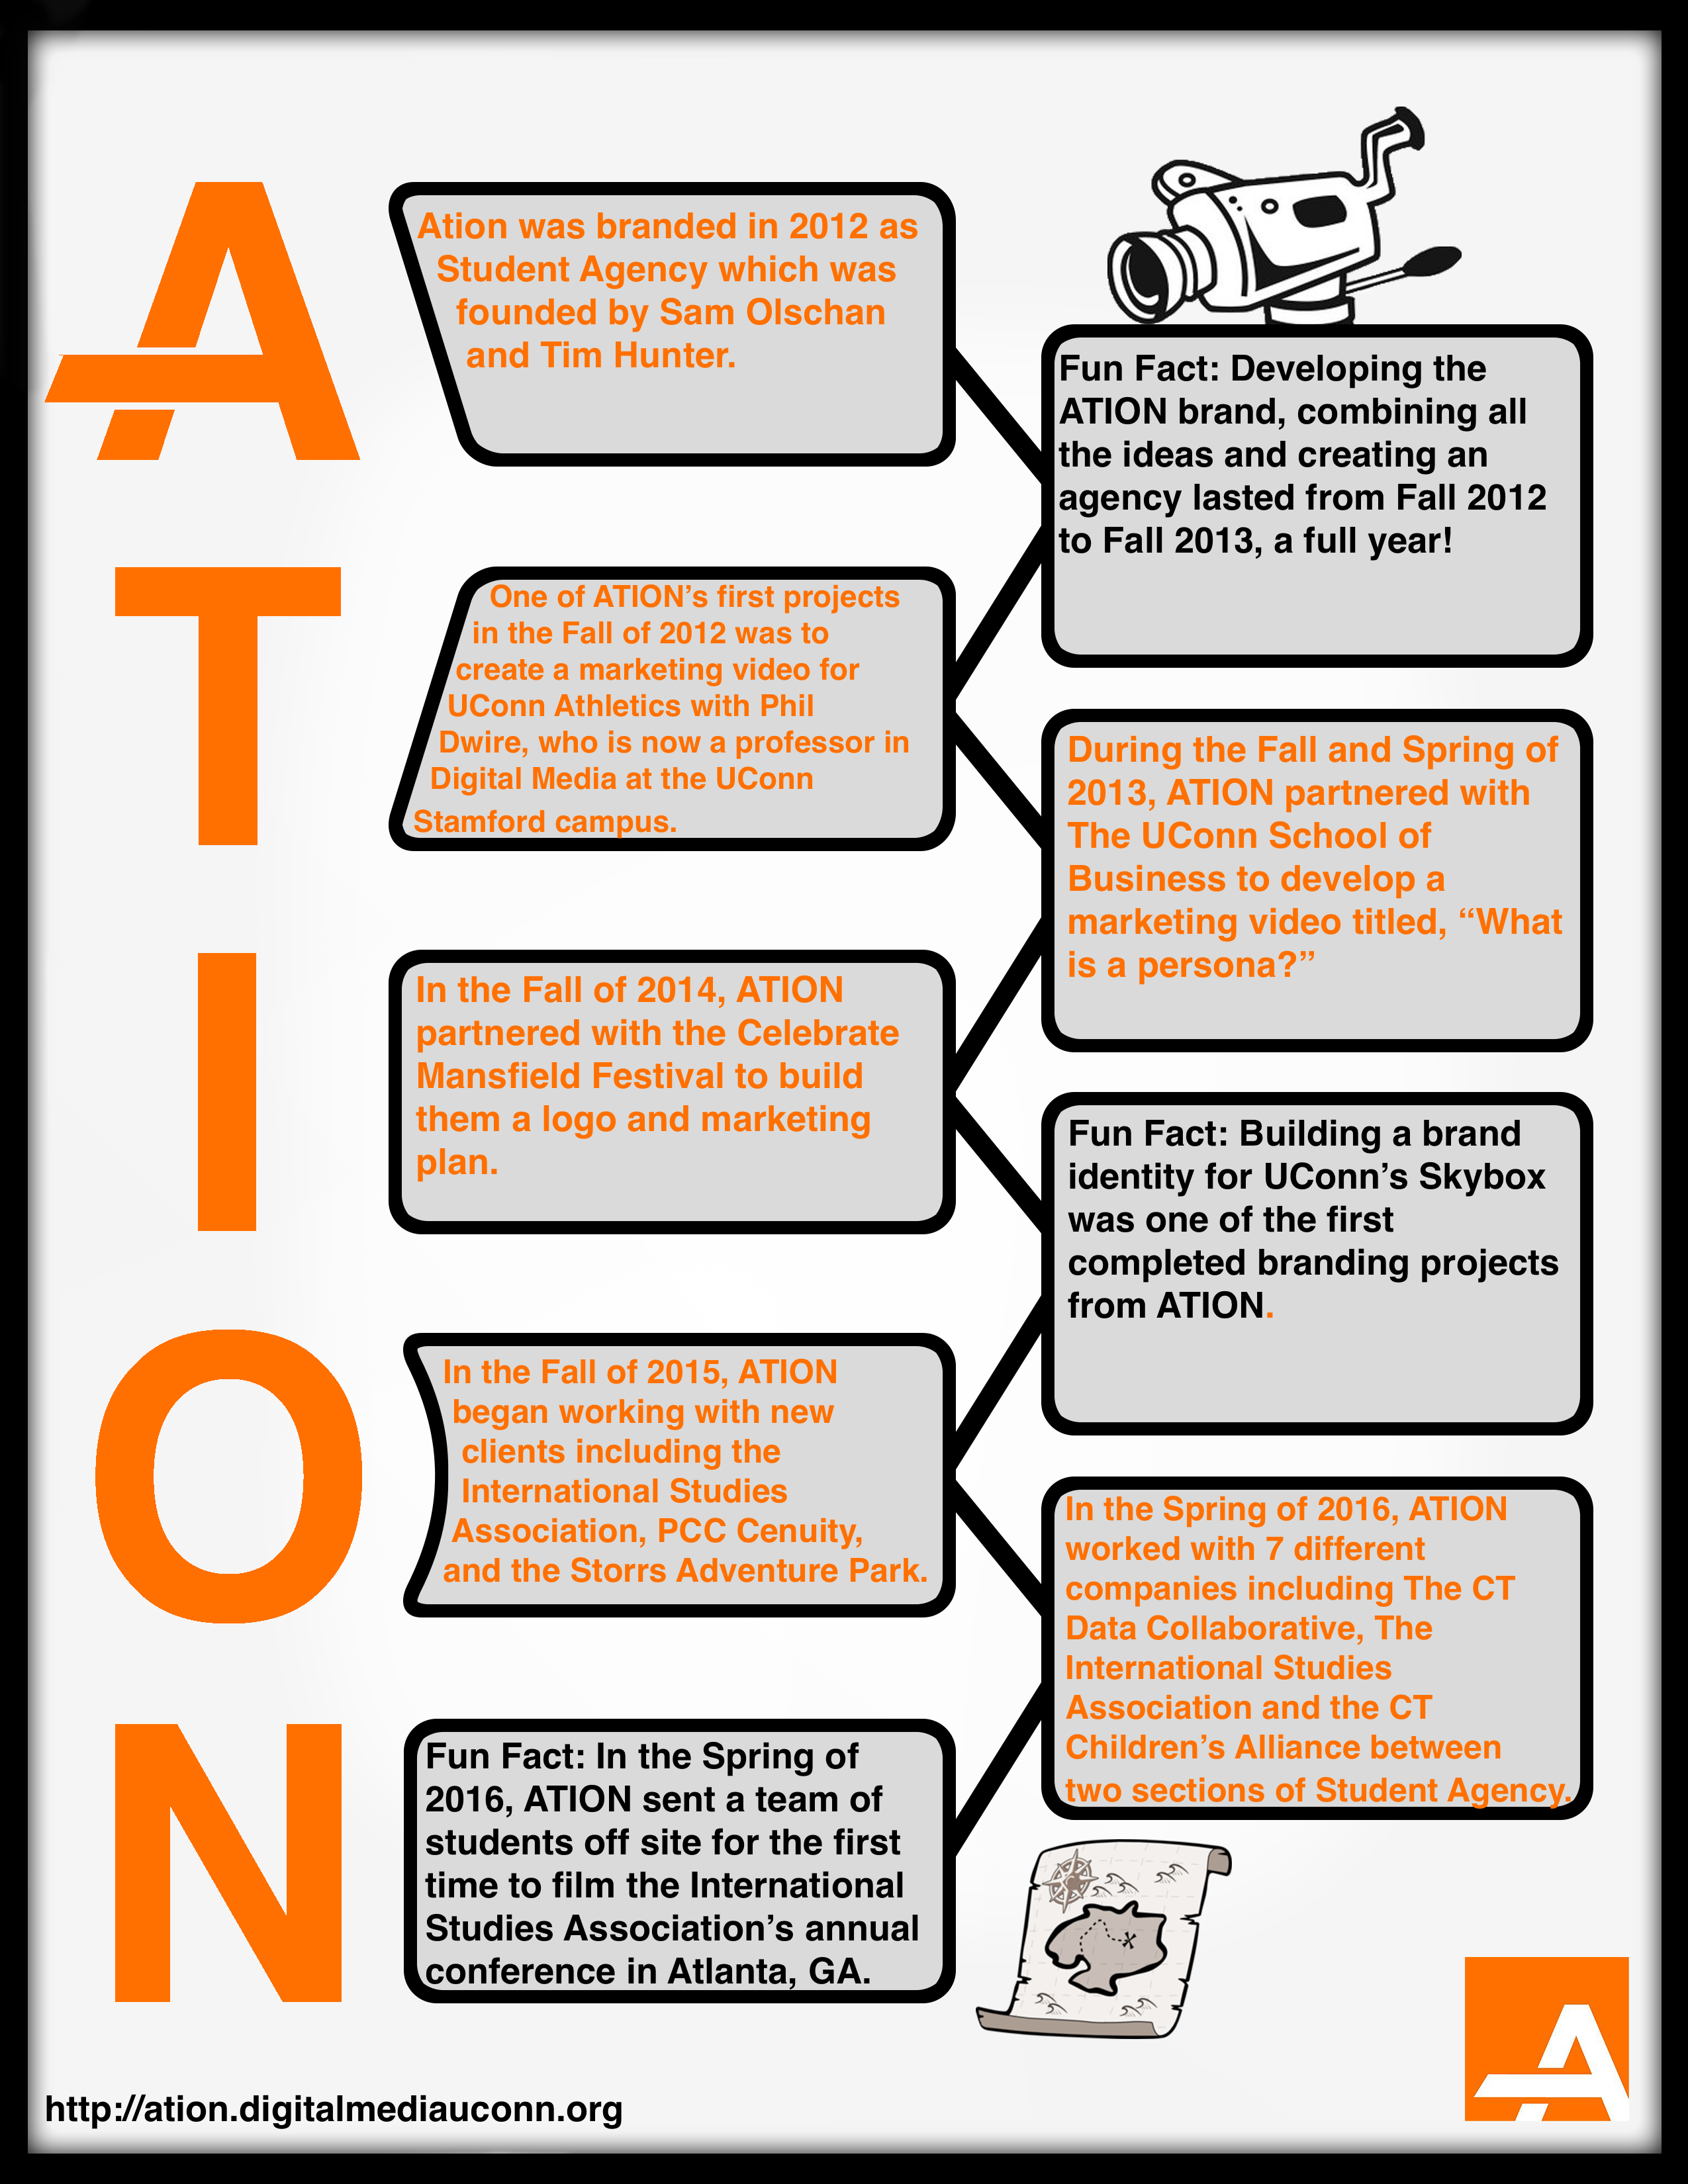 ATION
Ation was branded in 2012 as
Student Agency which was
founded by Sam Olschan
and Tim Hunter.
Fun Fact: Developing the
ATION brand, combining all
the ideas and creating an
agency lasted from Fall 2012
to Fall 2013, a full year!
One of ATION’s first projects
in the Fall of 2012 was to
create a marketing video for
UConn Athletics with Phil
Dwire, who is now a professor in
Digital Media at the UConn
Stamford campus.
During the Fall and Spring of
2013, ATION partnered with
The UConn School of
Business to develop a
marketing video titled, “What
is a persona?”
In the Fall of 2014, ATION
partnered with the Celebrate
Mansfield Festival to build
them a logo and marketing
plan.
Fun Fact: Building a brand
identity for UConn’s Skybox
was one of the first
completed branding projects
from ATION.
In the Fall of 2015, ATION
began working with new
clients including the
International Studies
Association, PCC Cenuity,
and the Storrs Adventure Park.
In the Spring of 2016, ATION
worked with 7 different
companies including The CT
Data Collaborative, The
International Studies
Association and the CT
Children’s Alliance between
two sections of Student Agency.
Fun Fact: In the Spring of
2016, ATION sent a team of
students off site for the first
time to film the International
Studies Association’s annual
conference in Atlanta, GA.
http://ation.digitalmediauconn.org
A